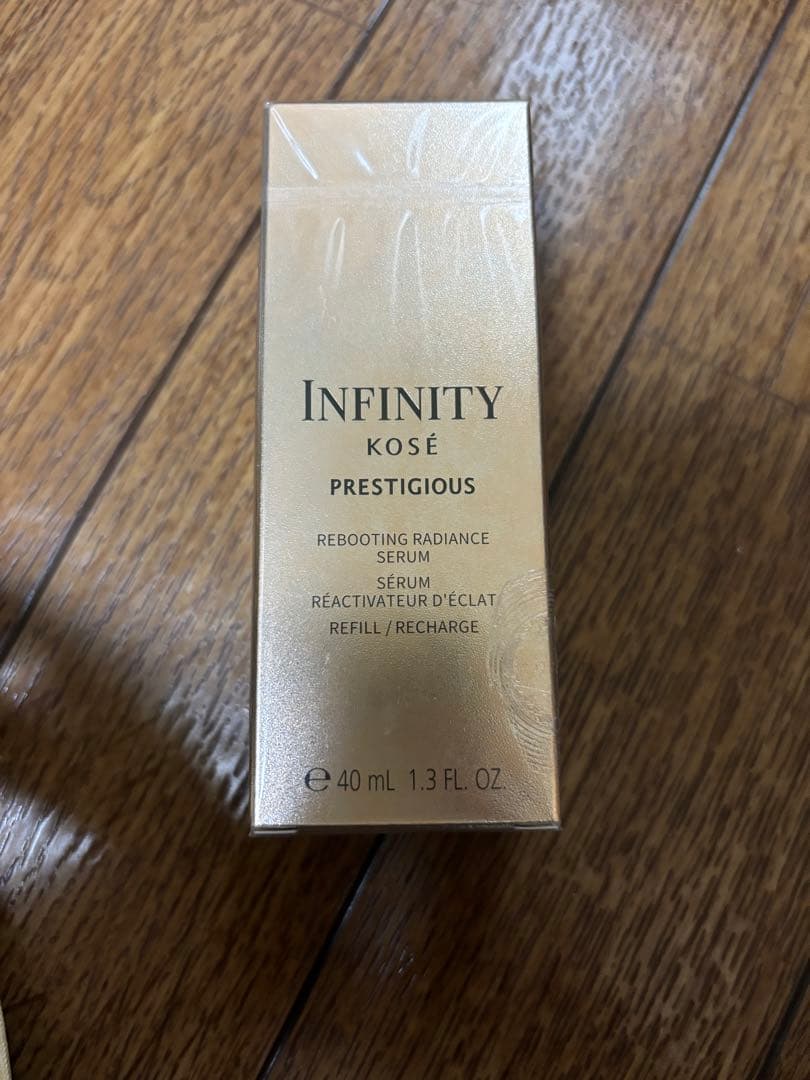 INFINITY
KOSÉ
PRESTIGIOUS
REBOOTING RADIANCE
SERUM
SÉRUM
RÉACTIVATEUR D'ÉCLAT
REFILL / RECHARGE
℮ 40 mL 1.3 FL. OZ.